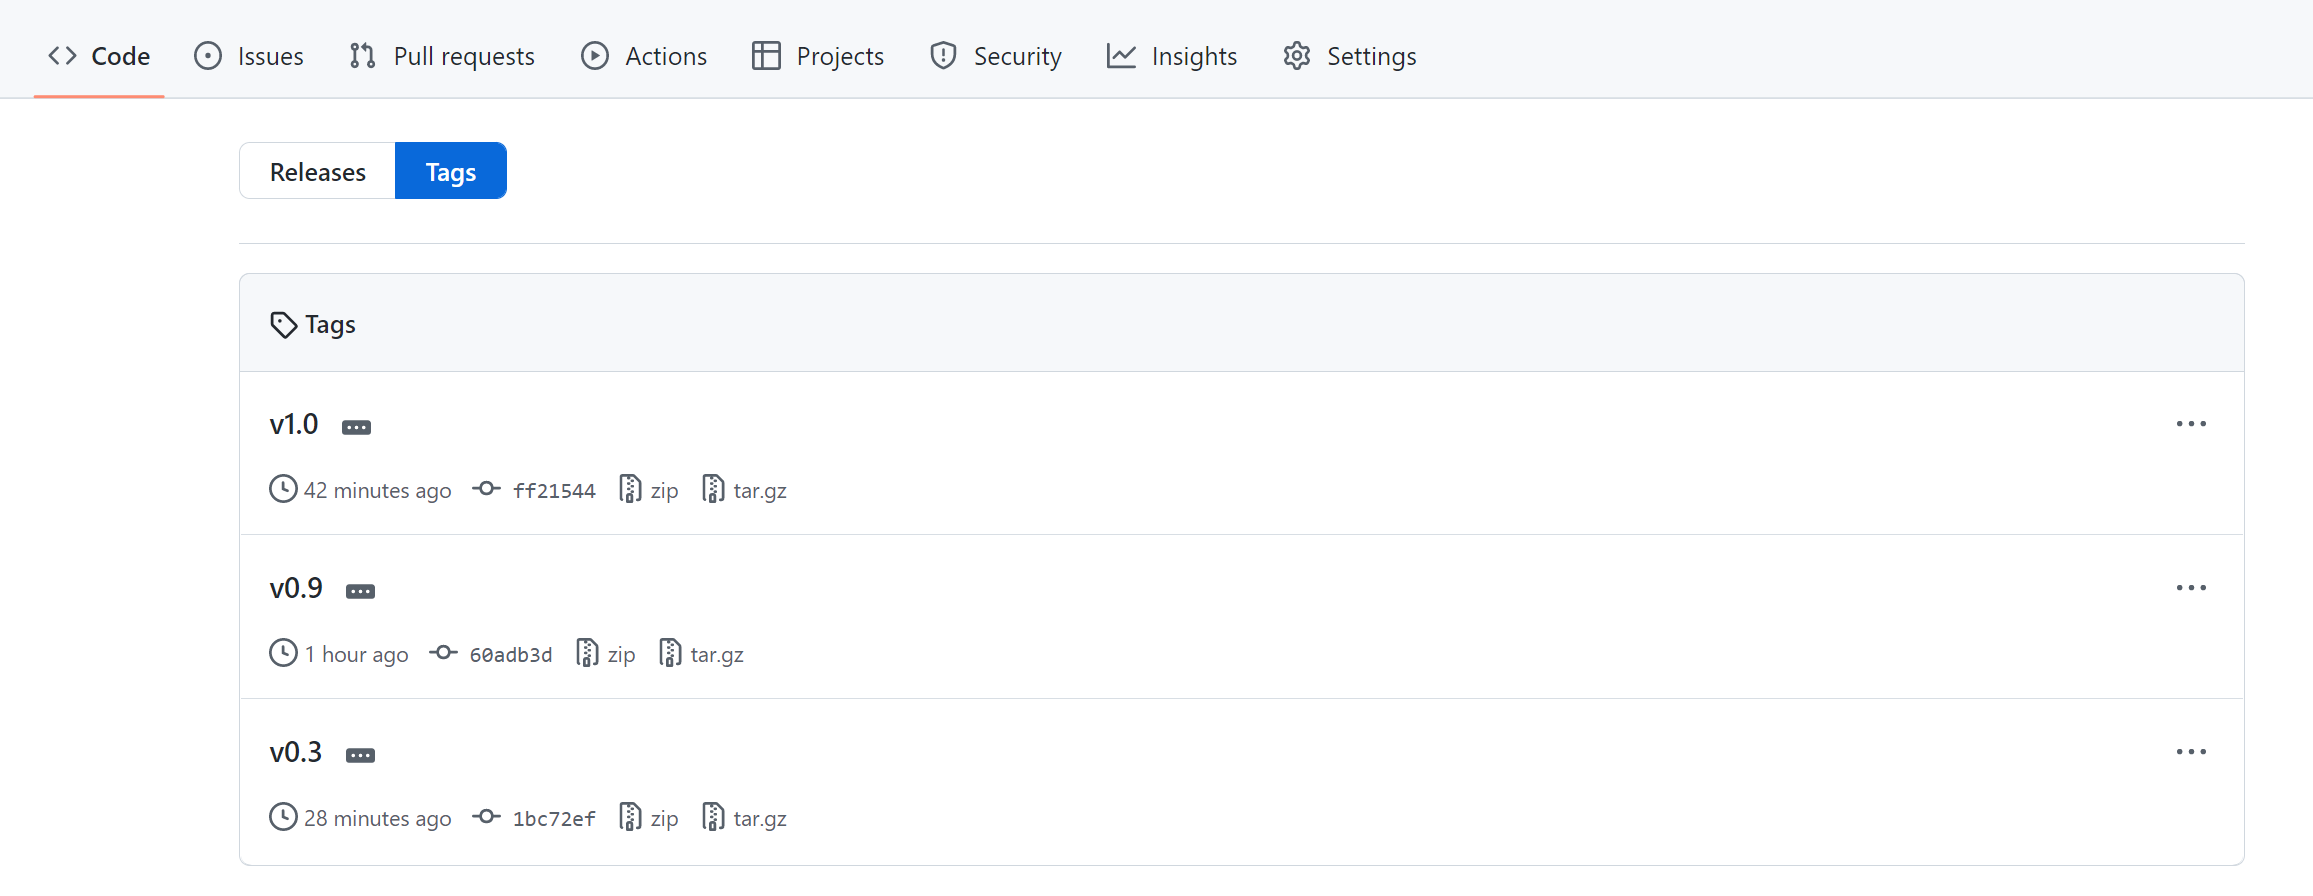 Code Issues Pull requests Actions Projects Security Insights Settings
Releases Tags
Tags
v1.0
42 minutes ago ff21544 zip tar.gz
v0.9
1 hour ago 60adb3d zip tar.gz
v0.3
28 minutes ago 1bc72ef zip tar.gz